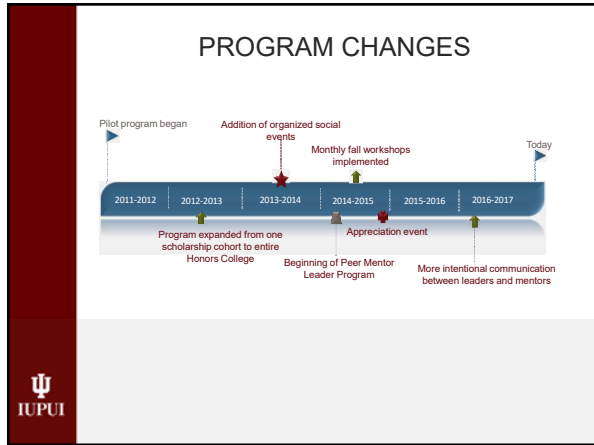 PROGRAM CHANGES
Pilot program began
Addition of organized social
events
Monthly fall workshops
implemented
Today
2011-2012
2012-2013
2013-2014
2014-2015
2015-2016
2016-2017
Program expanded from one
scholarship cohort to entire
Honors College
Beginning of Peer Mentor
Leader Program
Appreciation event
More intentional communication
between leaders and mentors
IUPUI